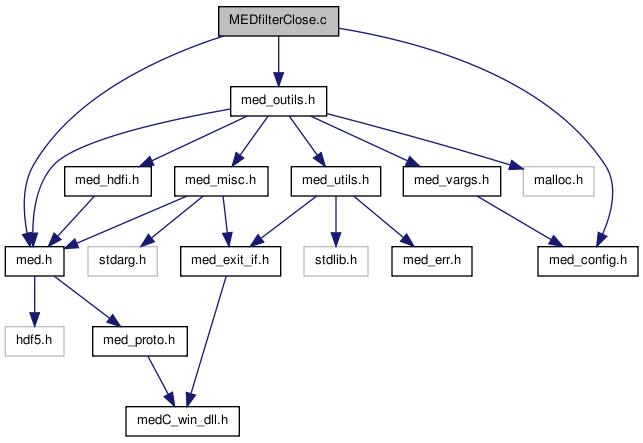 MEDfilterClose.c
med_outils.h
med_hdfi.h
med_misc.h
med_utils.h
med_vargs.h
malloc.h
med.h
stdarg.h
med_exit_if.h
stdlib.h
med_err.h
med_config.h
hdf5.h
med_proto.h
medC_win_dll.h